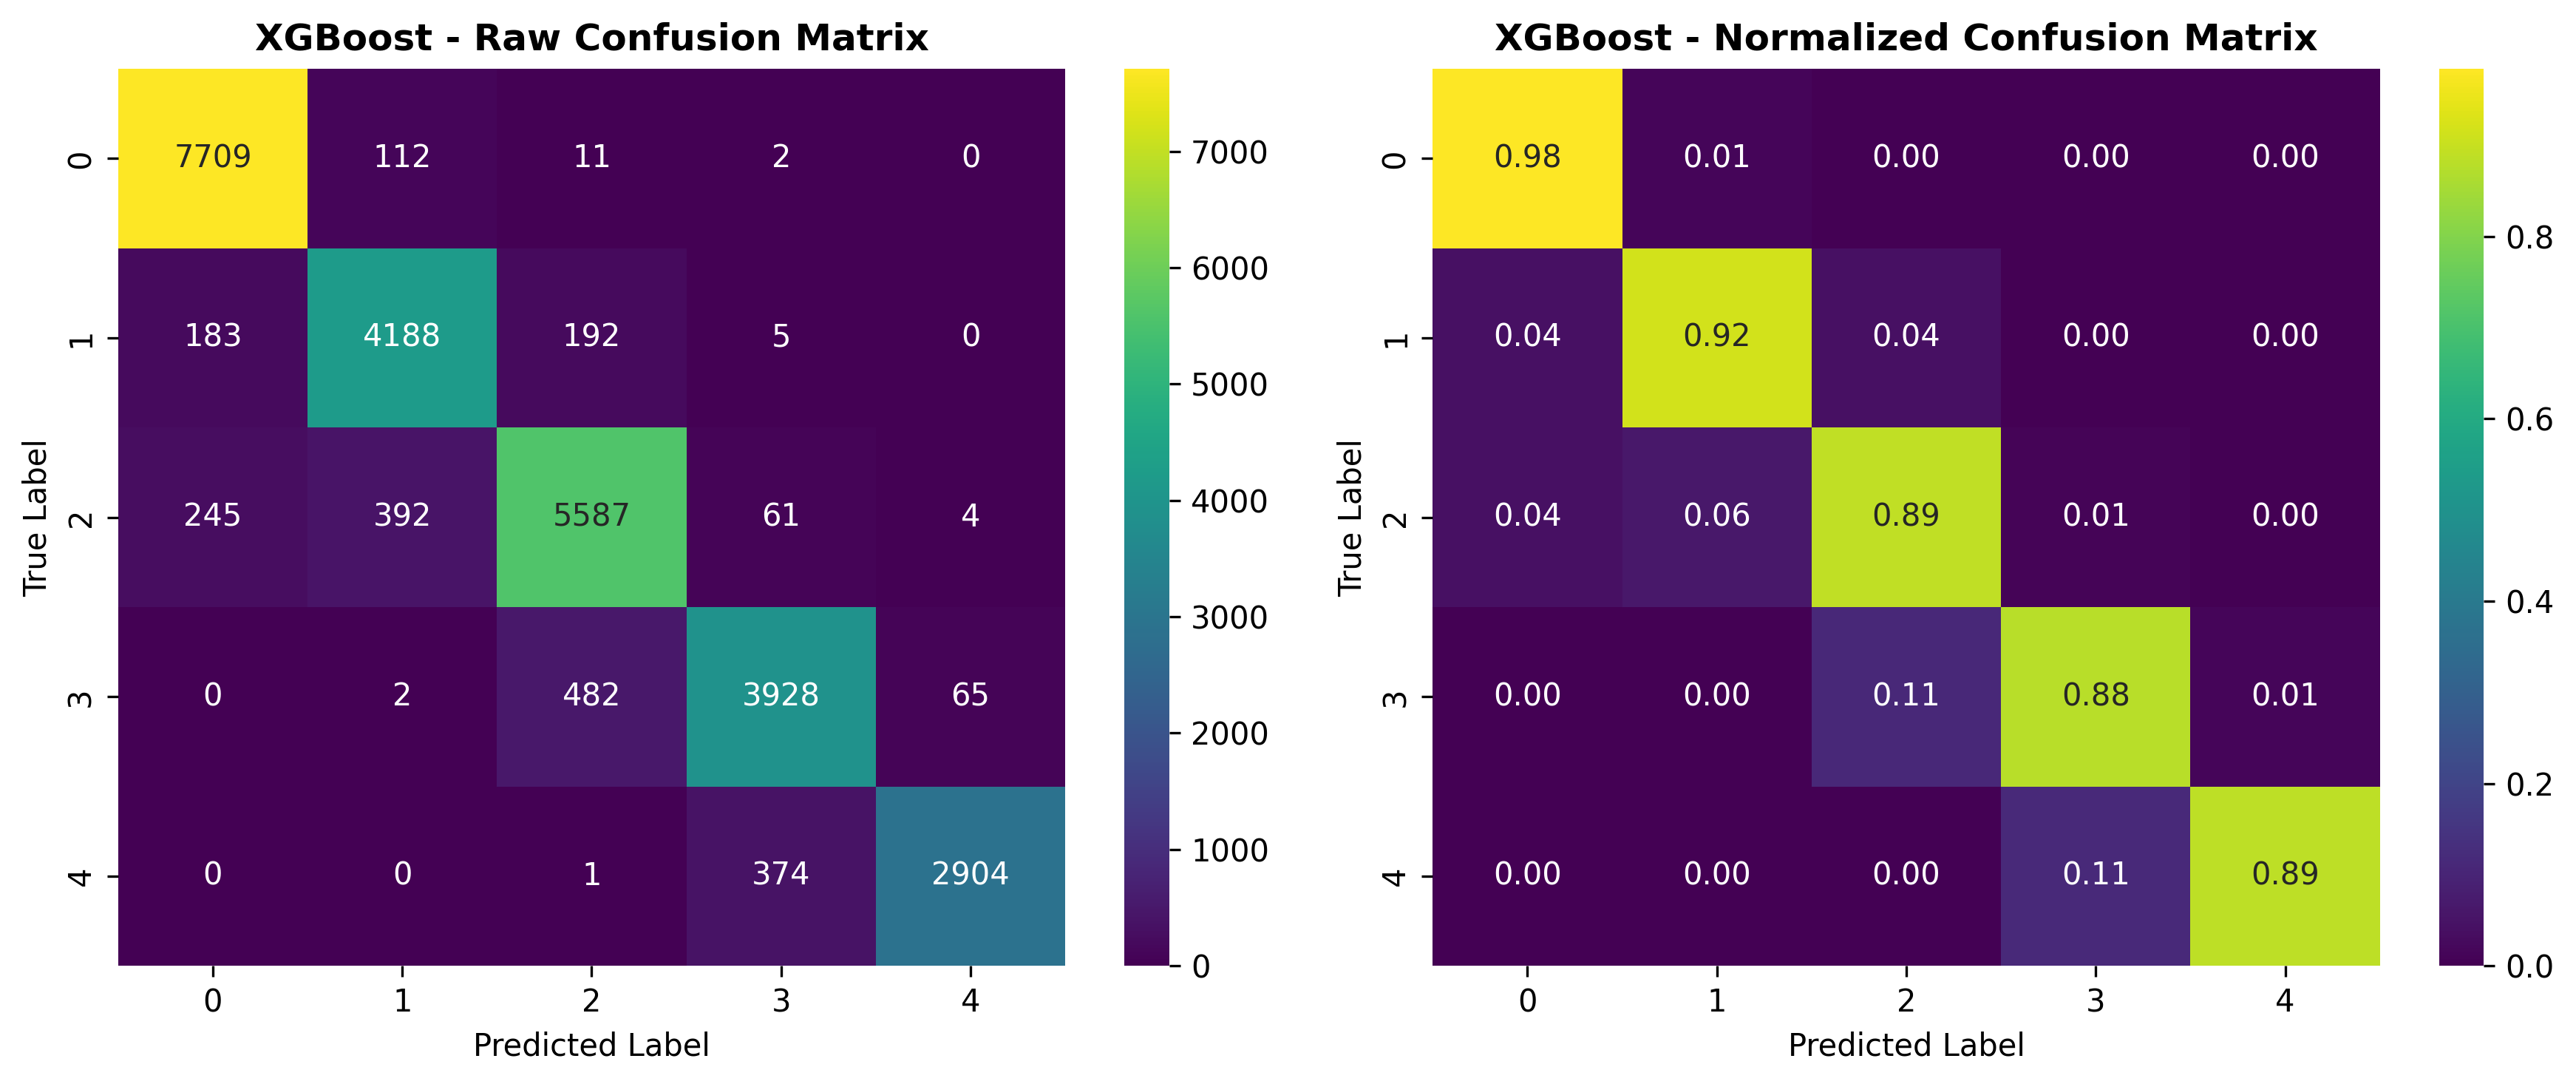 XGBoost - Raw Confusion Matrix
7709 112 11 2 0
183 4188 192 5 0
245 392 5587 61 4
0 2 482 3928 65
0 0 1 374 2904
0
1
2
3
4
True Label
0 1 2 3 4
Predicted Label
7000
6000
5000
4000
3000
2000
1000
0
XGBoost - Normalized Confusion Matrix
0.98 0.01 0.00 0.00 0.00
0.04 0.92 0.04 0.00 0.00
0.04 0.06 0.89 0.01 0.00
0.00 0.00 0.11 0.88 0.01
0.00 0.00 0.00 0.11 0.89
0
1
2
3
4
True Label
0 1 2 3 4
Predicted Label
0.8
0.6
0.4
0.2
0.0